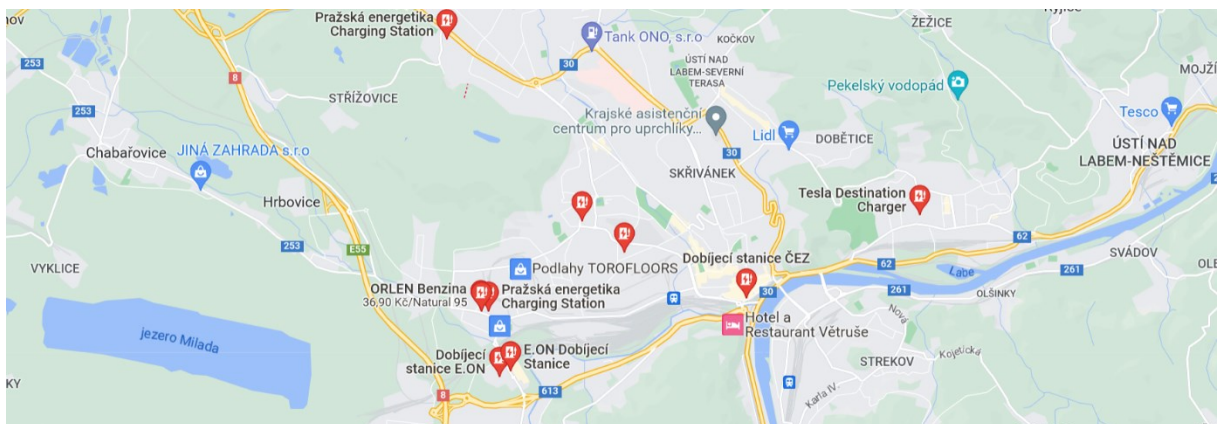 Pražská energetika
Charging Station
ŽEŽICE
Tank ONO, s.r.o
KOČKOV
253
30
ÚSTÍ NAD
LABEM-SEVERNÍ
TERASA
8
MOJŽÍ
Pekelský vodopád
STŘÍŽOVICE
253
Krajské asistenční
centrum pro uprchlíky...
Tesco
Lidl
DOBĚTICE
Chabařovice
JINÁ ZAHRADA s.r.o
30
ÚSTÍ NAD
LABEM-NEŠTĚMICE
SKŘIVÁNEK
Tesla Destination
Charger
Hrbovice
62
253
E55
SVÁDOV
Dobíjecí stanice ČEZ
62
VYKLICE
Podlahy TOROFLOORS
Labe
261
ORLEN Benzina
36,90 Kč/Natural 95
Pražská energetika
Charging Station
30
261
OLŠINKY
Hotel a
Restaurant Větruše
Nová
jezero Milada
E.ON Dobíjecí
Stanice
Dobíjecí
stanice E.ON
STREKOV
Kojetická
KY
613
8
Karla IV.